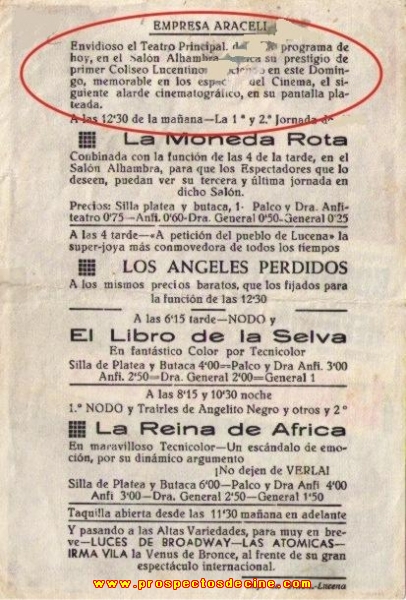 EMPRESA ARACELI
Envidioso el Teatro Principal, programa de
hoy, en el Salón Alhambra su prestigio de
primer Coliseo Lucentino en este Domin-
go, memorable en los del Cinema, el si-
guiente alarde cinematográfico, en su pantalla pla-
teada.
A las 12'30 de la mañana—La 1ª y 2.ª Jornada de
La Moneda Rota
Combinada con la función de las 4 de la tarde, en el
Salón Alhambra, para que los Espectadores que lo
deseen, puedan ver su tercera y última jornada en
dicho Salón.
Precios: Silla platea y butaca, 1- Palco y Dra. Anfi-
teatro 0'75—Anfi. 0'60-Dra. General 0'50-General 0'25
A las 4 tarde—«A petición del pueblo de Lucena» la
super-joya más conmovedora de todos los tiempos
LOS ANGELES PERDIDOS
A los mismos precios baratos, que los fijados para
la función de las 12'30
A las 6'15 tarde—NODO y
El Libro de la Selva
En fantástico Color por Tecnicolor
Silla de Platea y Butaca 4'00—Palco y Dra Anfi. 3'00
Anfi. 2'50—Dra. General 2'00—General 1
A las 8'15 y 10'30 noche
1.º NODO y Trairles de Angelito Negro y otros y 2º
La Reina de Africa
En maravilloso Tecnicolor—Un escándalo de emo-
ción, por su dinámico argumento
¡No dejen de VERLA!
Silla de Platea y Butaca 6'00—Palco y Dra Anfi. 4'00
Anfi 3'00—Dra. General 2'50—General 1'50
Taquilla abierta desde las 11'30 mañana en adelante
Y pasando a las Altas Variedades, para muy en bre-
ve—LUCES DE BROADWAY—LAS ATOMICAS—
IRMA VILA la Venus de Bronce, al frente de su gran
espectáculo internacional.
-Lucena
www.prospectosdecine.com